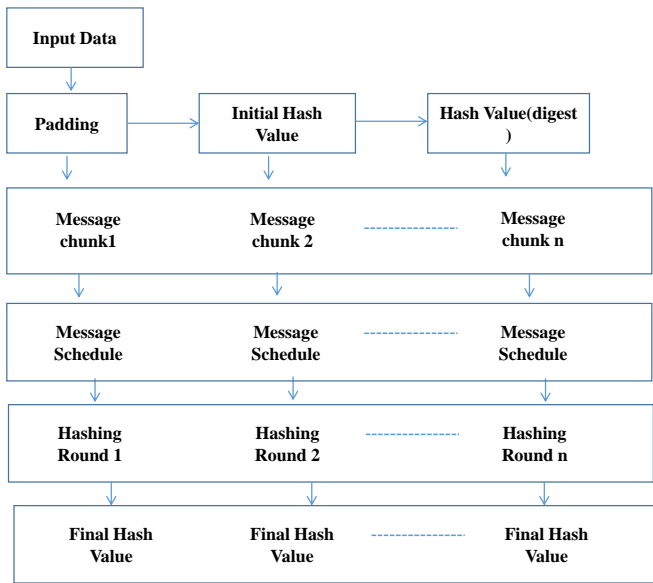 Input Data
Padding
Initial Hash
Value
Hash Value(digest
)
Message
chunk1
Message
chunk 2
Message
chunk n
Message
Schedule
Message
Schedule
Message
Schedule
Hashing
Round 1
Hashing
Round 2
Hashing
Round n
Final Hash
Value
Final Hash
Value
Final Hash
Value